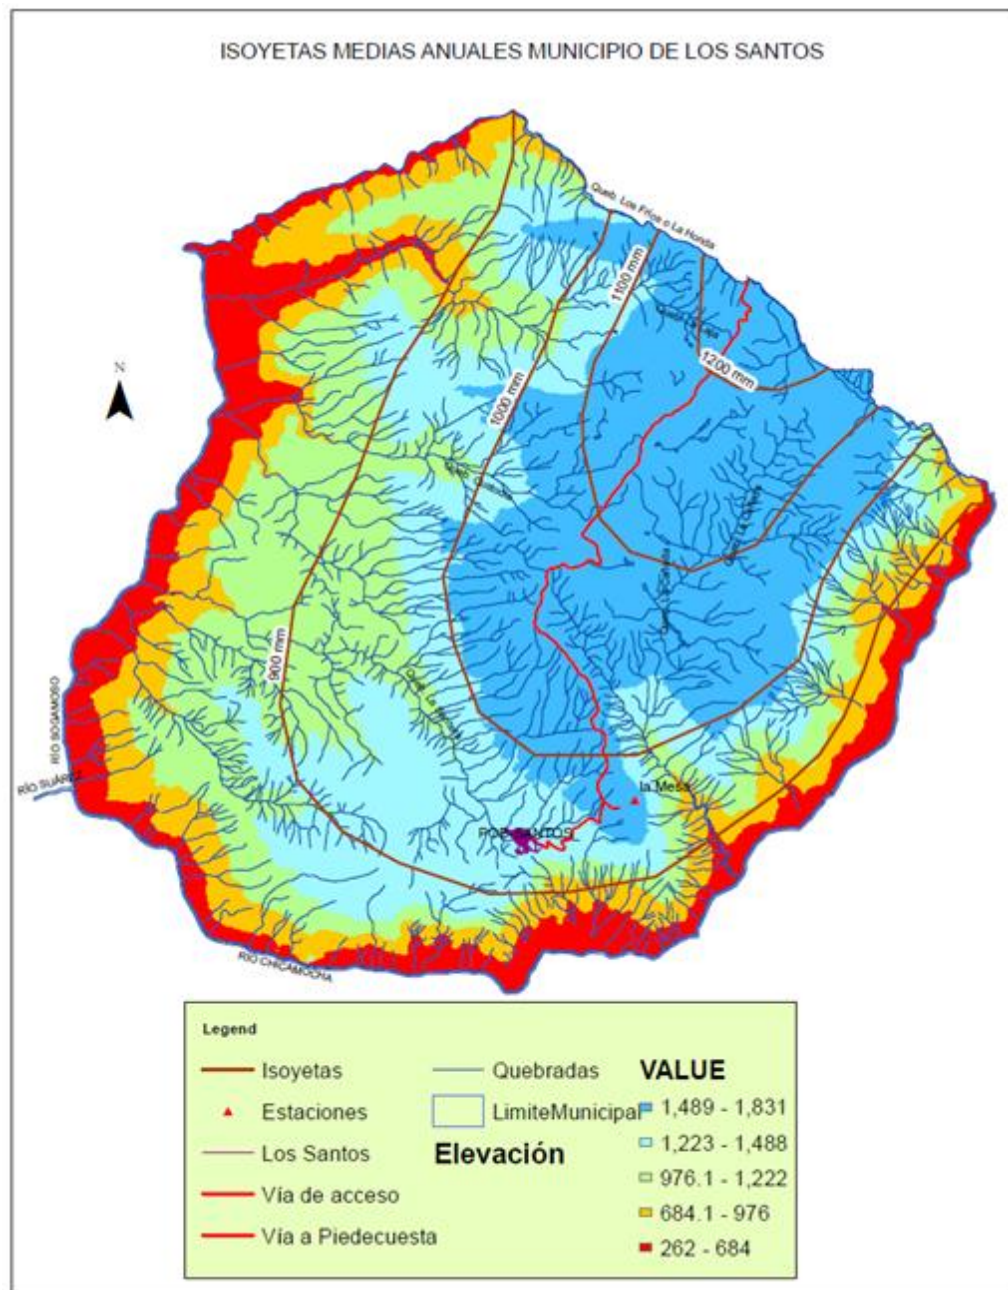 ISOYETAS MEDIAS ANUALES MUNICIPIO DE LOS SANTOS
Queb. Los Fríos o La Honda
1100 mm
1200 mm
N
1000 mm
900 mm
RÍO SOGAMOSO
RÍO SUÁREZ
la Mesa
SANTOS
RÍO CHICAMOCHA
Legend
Isoyetas
Estaciones
Los Santos
Vía de acceso
Vía a Piedecuesta
Quebradas
LimiteMunicipal
Elevación
VALUE
1,489 - 1,831
1,223 - 1,488
976.1 - 1,222
684.1 - 976
262 - 684